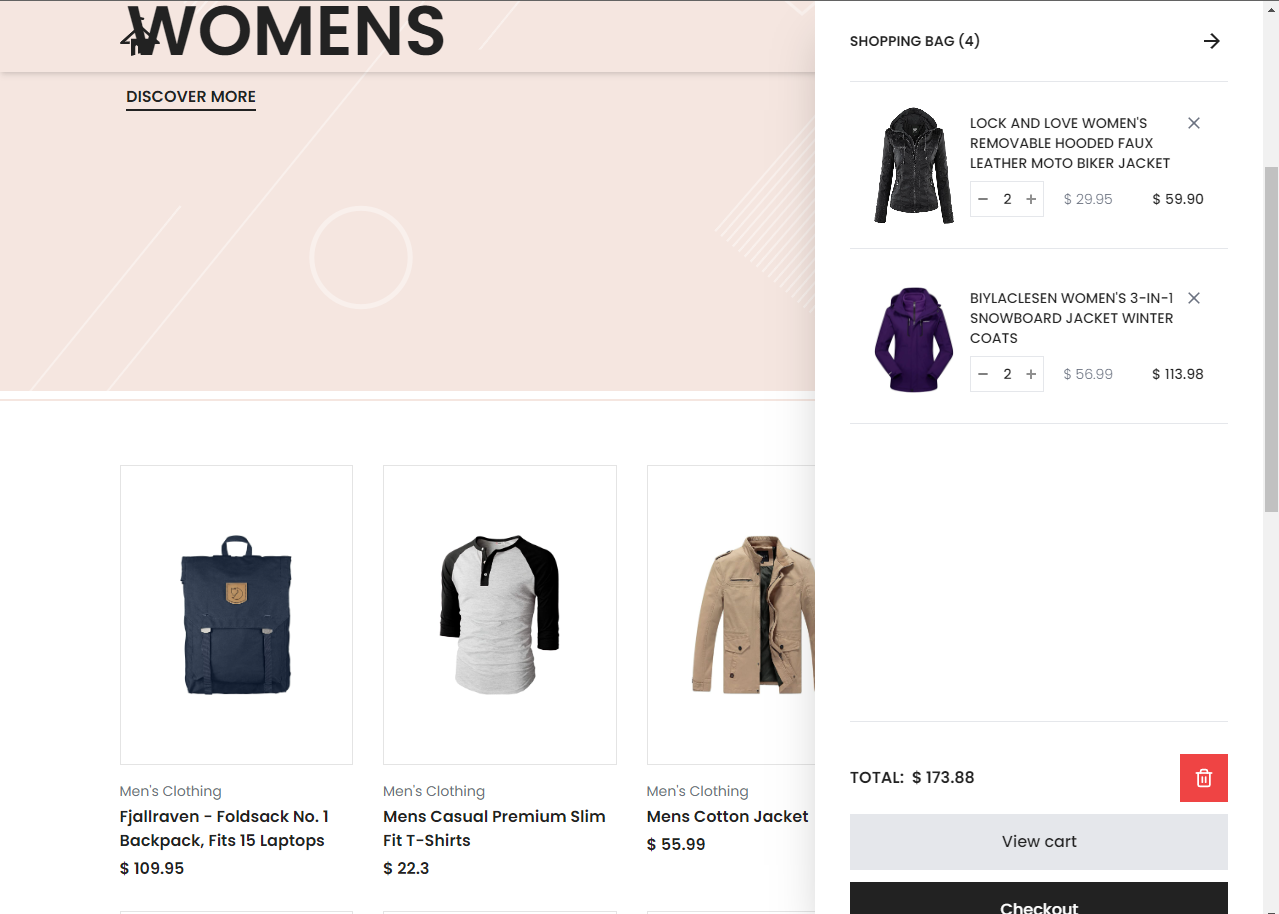 WOMENS
DISCOVER MORE
Men's Clothing
Fjallraven - Foldsack No. 1
Backpack, Fits 15 Laptops
$ 109.95
Men's Clothing
Mens Casual Premium Slim
Fit T-Shirts
$ 22.3
Men's Clothing
Mens Cotton Jacket
$ 55.99
SHOPPING BAG (4)
LOCK AND LOVE WOMEN'S
REMOVABLE HOODED FAUX
LEATHER MOTO BIKER JACKET
2 $ 29.95 $ 59.90
BIYLACLESEN WOMEN'S 3-IN-1
SNOWBOARD JACKET WINTER
COATS
2 $ 56.99 $ 113.98
TOTAL: $ 173.88
View cart
Checkout